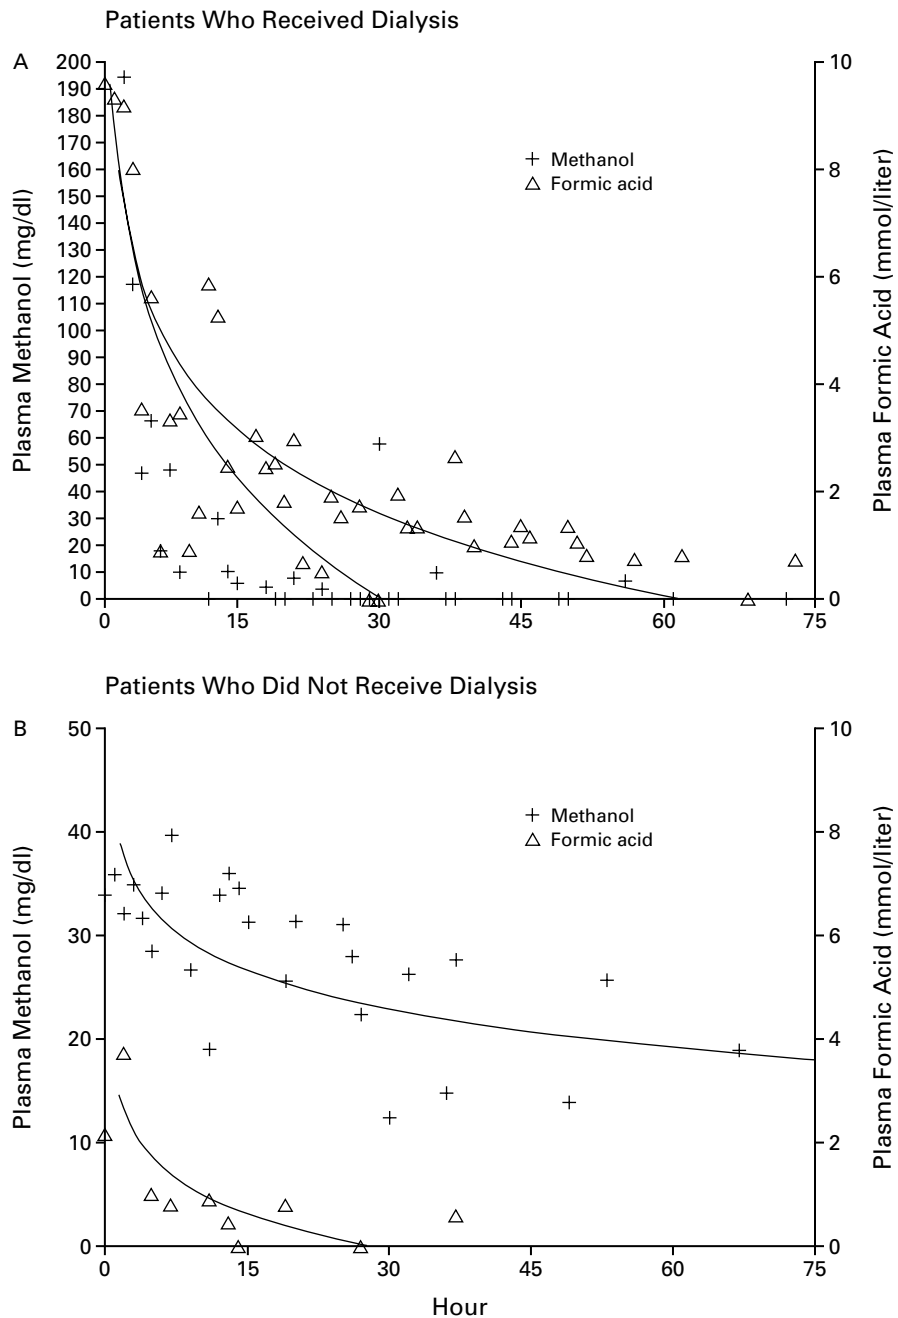 Patients Who Received Dialysis
A
200
190
180
170
160
150
140
130
120
110
100
90
80
70
60
50
40
30
20
10
0
Plasma Methanol (mg/dl)
10
8
6
4
2
0
Plasma Formic Acid (mmol/liter)
Methanol
Formic acid
0 15 30 45 60 75
Patients Who Did Not Receive Dialysis
B
50
40
30
20
10
0
Plasma Methanol (mg/dl)
10
8
6
4
2
0
Plasma Formic Acid (mmol/liter)
Methanol
Formic acid
0 15 30 45 60 75
Hour